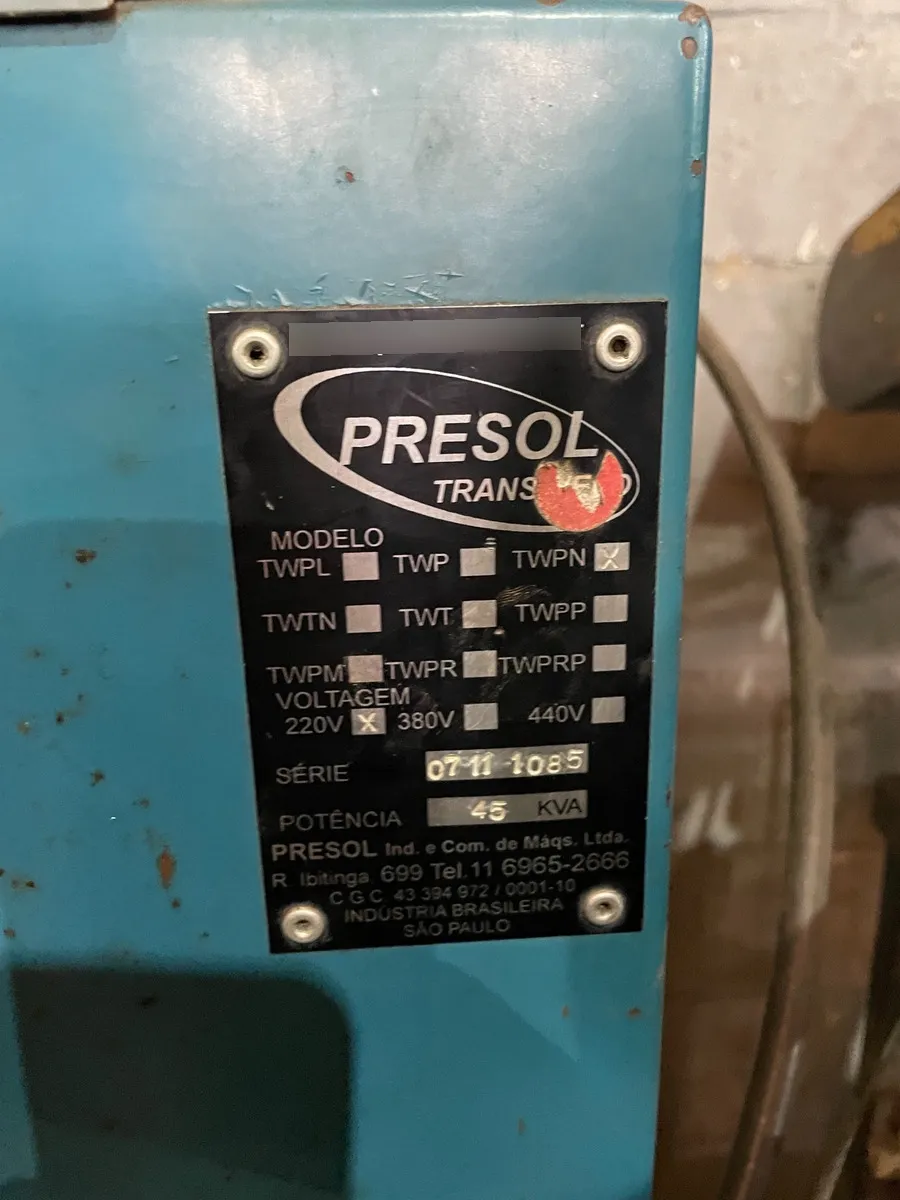 PRESOL
MODELO
TWPL TWP TWPN X
TWTN TWT TWPP
TWPM TWPR TWPRP
VOLTAGEM
220V X 380V 440V
SÉRIE 0711 1085
POTÊNCIA 45 KVA
PRESOL Ind. e Com. de Máqs. Ltda.
R. Ibitinga 699 Tel.11 6965-2666
C G C 43 394 972 / 0001-10
INDÚSTRIA BRASILEIRA
SÃO PAULO